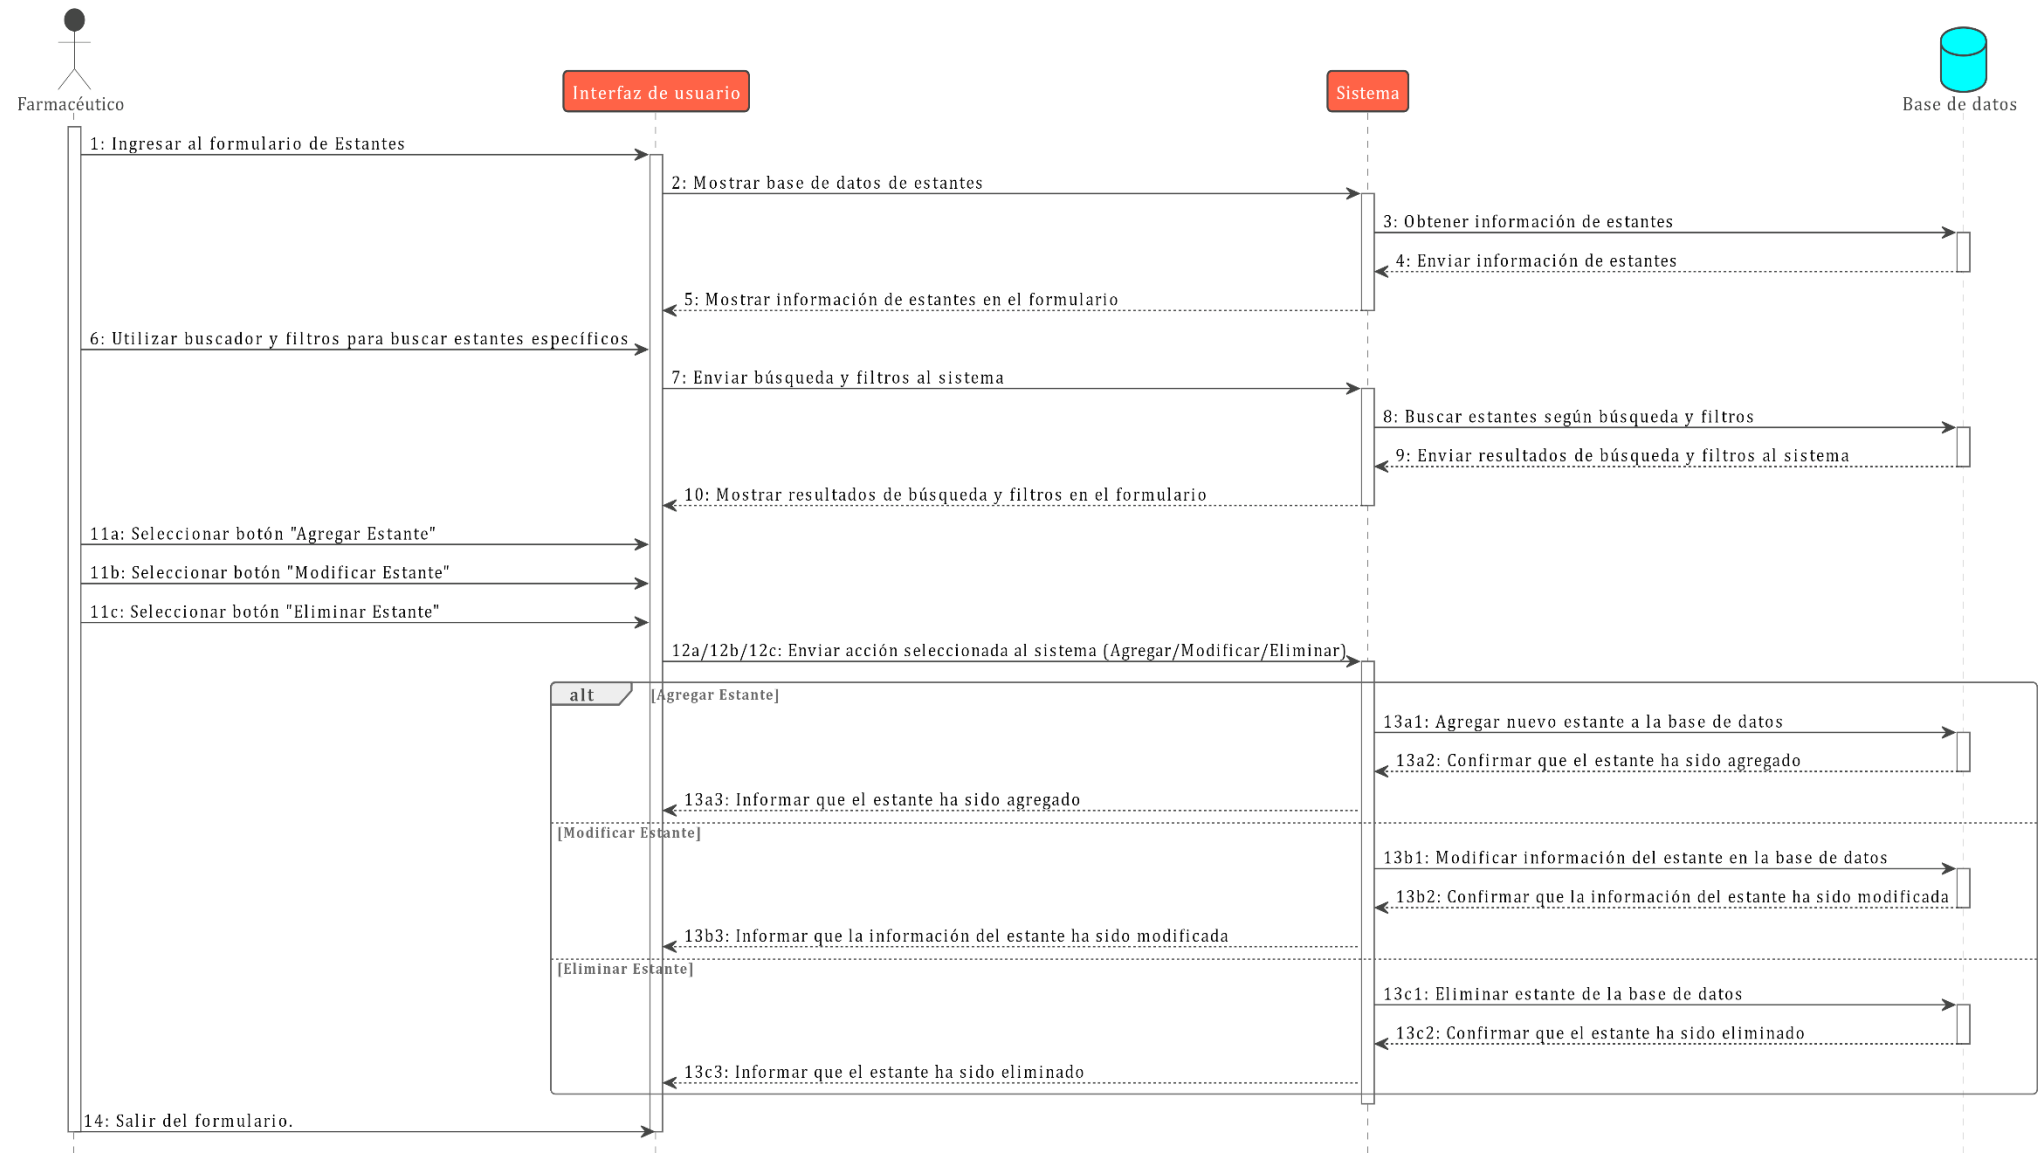 Farmacéutico
Interfaz de usuario
Sistema
Base de datos
1: Ingresar al formulario de Estantes
2: Mostrar base de datos de estantes
3: Obtener información de estantes
4: Enviar información de estantes
5: Mostrar información de estantes en el formulario
6: Utilizar buscador y filtros para buscar estantes específicos
7: Enviar búsqueda y filtros al sistema
8: Buscar estantes según búsqueda y filtros
9: Enviar resultados de búsqueda y filtros al sistema
10: Mostrar resultados de búsqueda y filtros en el formulario
11a: Seleccionar botón "Agregar Estante"
11b: Seleccionar botón "Modificar Estante"
11c: Seleccionar botón "Eliminar Estante"
12a/12b/12c: Enviar acción seleccionada al sistema (Agregar/Modificar/Eliminar)
alt
[Agregar Estante]
13a1: Agregar nuevo estante a la base de datos
13a2: Confirmar que el estante ha sido agregado
13a3: Informar que el estante ha sido agregado
[Modificar Estante]
13b1: Modificar información del estante en la base de datos
13b2: Confirmar que la información del estante ha sido modificada
13b3: Informar que la información del estante ha sido modificada
[Eliminar Estante]
13c1: Eliminar estante de la base de datos
13c2: Confirmar que el estante ha sido eliminado
13c3: Informar que el estante ha sido eliminado
14: Salir del formulario.